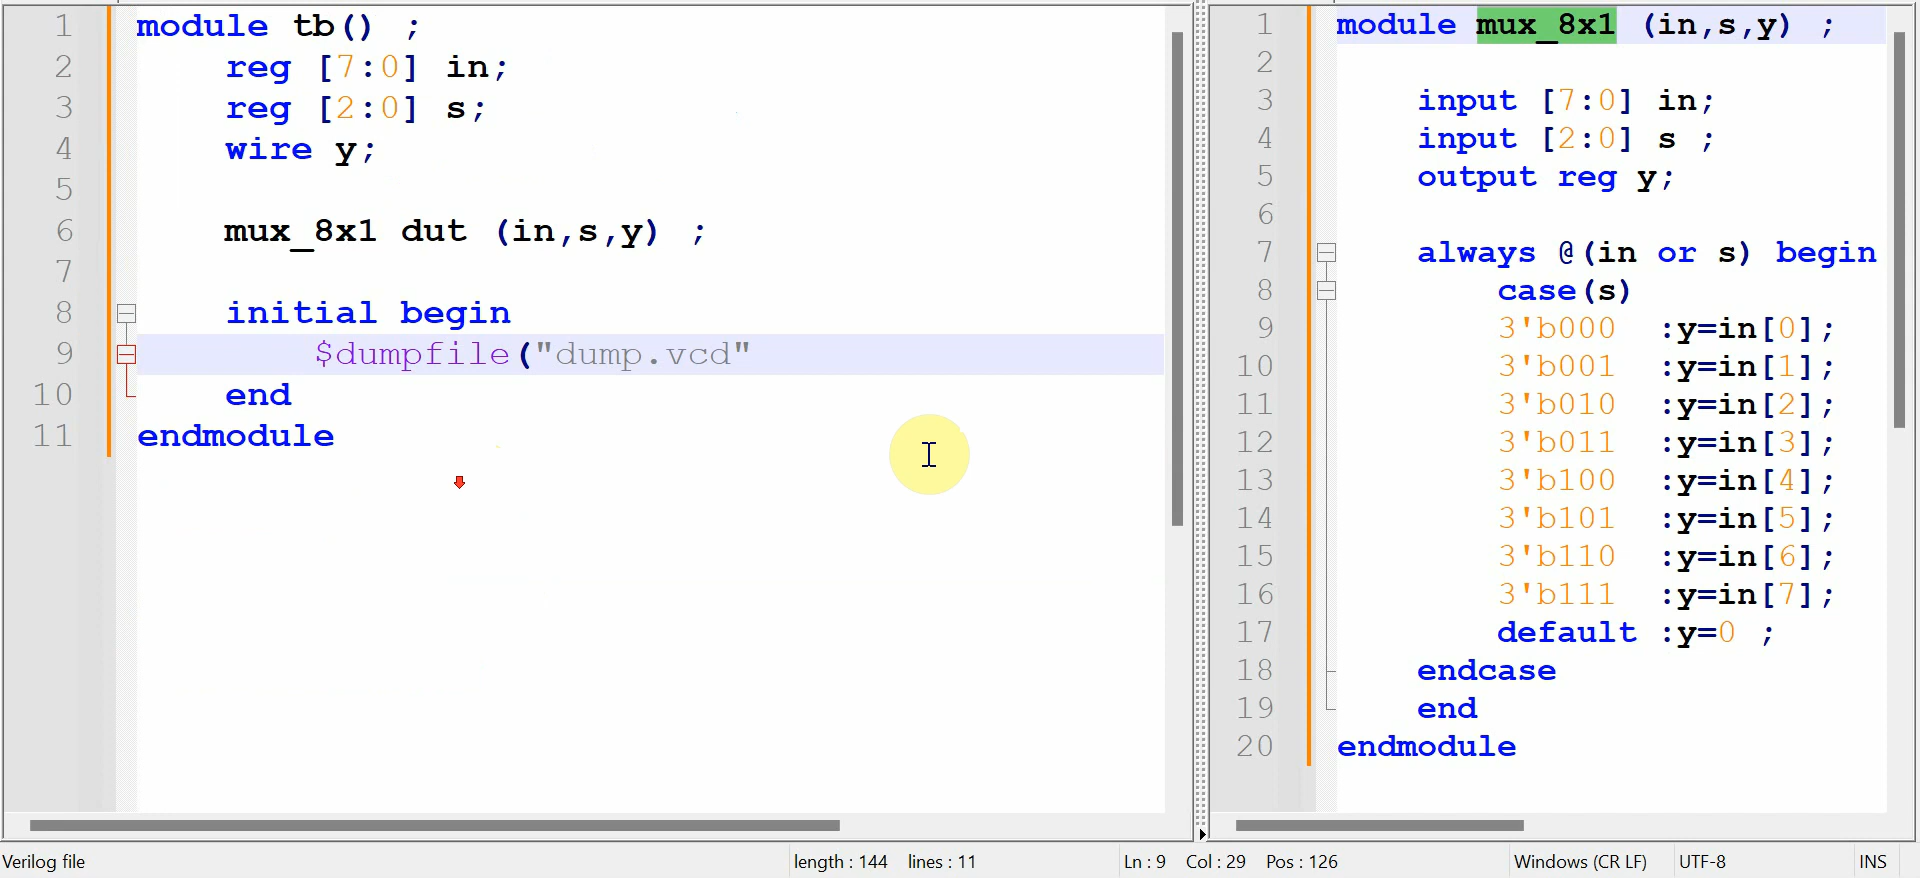 1 module tb() ;
2 reg [7:0] in;
3 reg [2:0] s;
4 wire y;
5
6 mux_8x1 dut (in,s,y) ;
7
8 initial begin
9 $dumpfile("dump.vcd"
10 end
11 endmodule
1 module mux_8x1 (in,s,y) ;
2
3 input [7:0] in;
4 input [2:0] s ;
5 output reg y;
6
7 always @(in or s) begin
8 case(s)
9 3'b000 :y=in[0];
10 3'b001 :y=in[1];
11 3'b010 :y=in[2];
12 3'b011 :y=in[3];
13 3'b100 :y=in[4];
14 3'b101 :y=in[5];
15 3'b110 :y=in[6];
16 3'b111 :y=in[7];
17 default :y=0 ;
18 endcase
19 end
20 endmodule
Verilog file length : 144 lines : 11 Ln : 9 Col : 29 Pos : 126 Windows (CR LF) UTF-8 INS